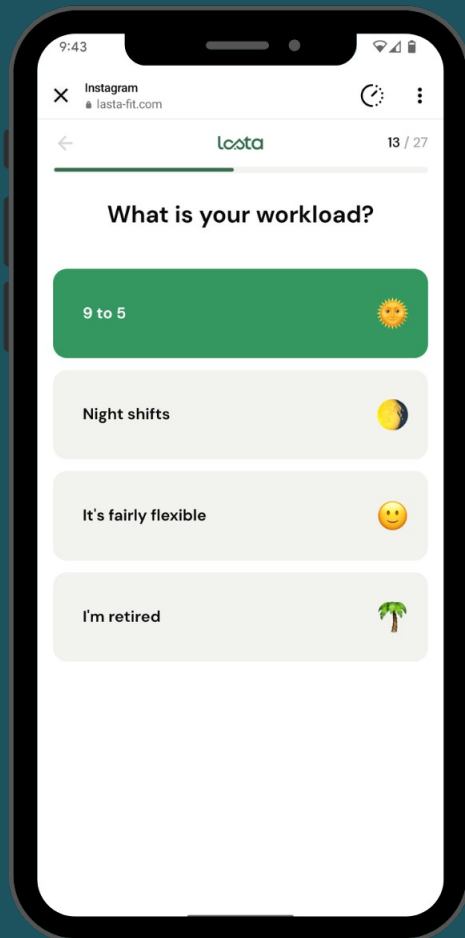 9:43
Instagram
lasta-fit.com
lasta
13 / 27
What is your workload?
9 to 5
Night shifts
It's fairly flexible
I'm retired